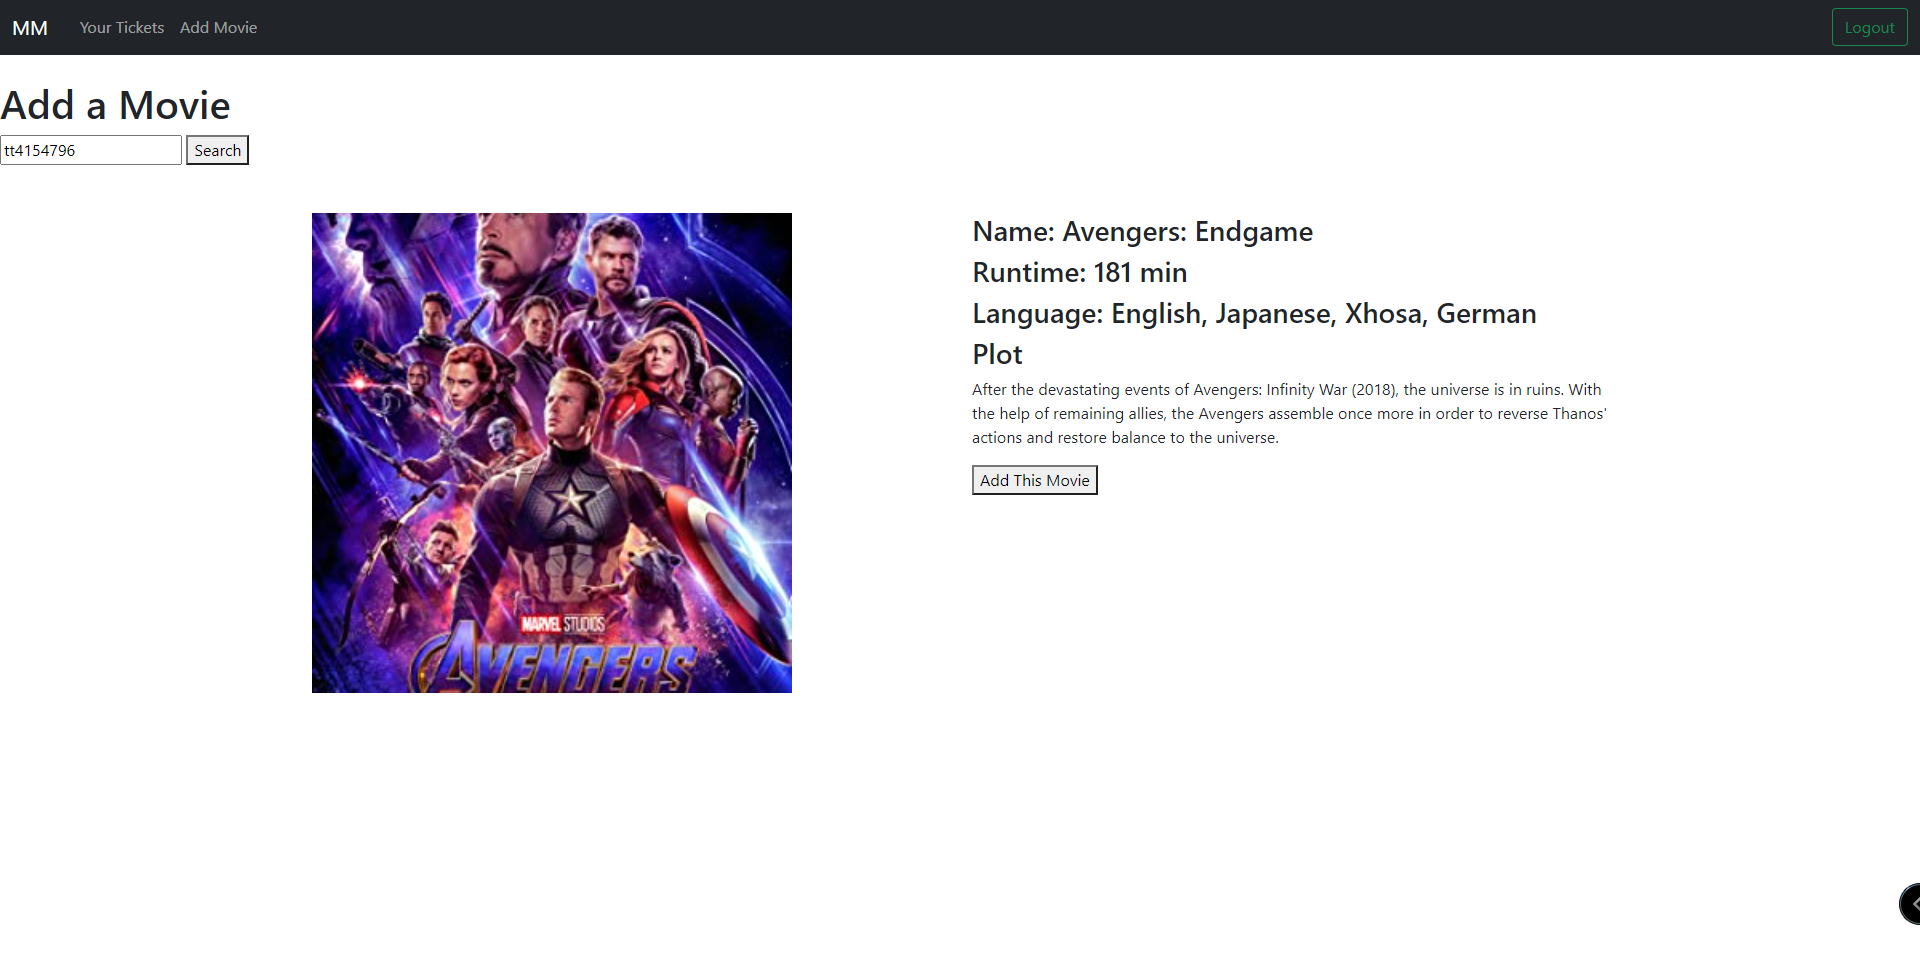 MM Your Tickets Add Movie Logout
Add a Movie
tt4154796 Search
MARVEL STUDIOS
AVENGERS
Name: Avengers: Endgame
Runtime: 181 min
Language: English, Japanese, Xhosa, German
Plot
After the devastating events of Avengers: Infinity War (2018), the universe is in ruins. With
the help of remaining allies, the Avengers assemble once more in order to reverse Thanos'
actions and restore balance to the universe.
Add This Movie